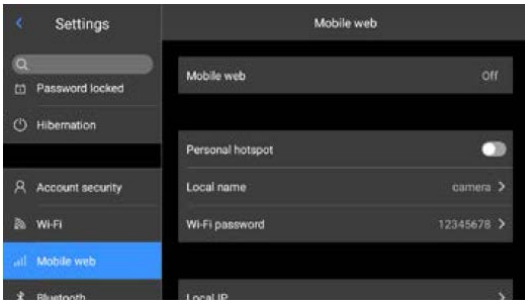 Settings
Mobile web
Password locked
Hibernation
Account security
Wi-Fi
Mobile web
Bluetooth
Mobile web Off
Personal hotspot
Local name camera
Wi-Fi password 12345678
Local IP